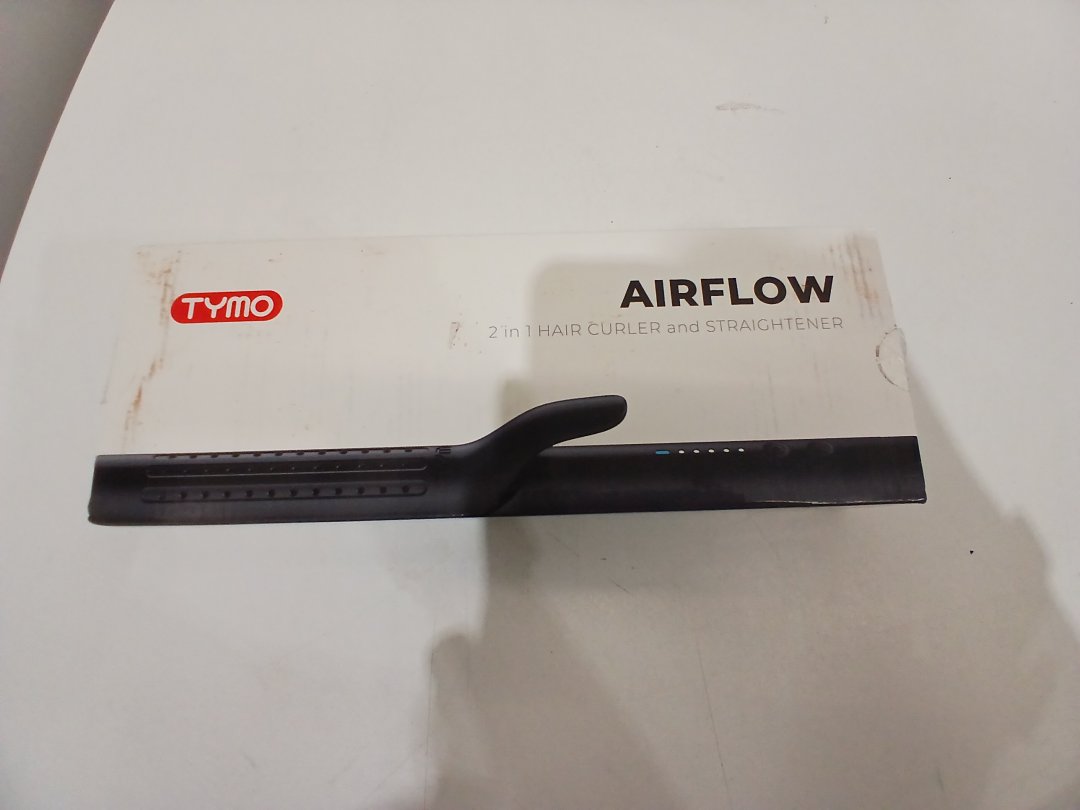 TYMO
AIRFLOW
2 in 1 HAIR CURLER and STRAIGHTENER